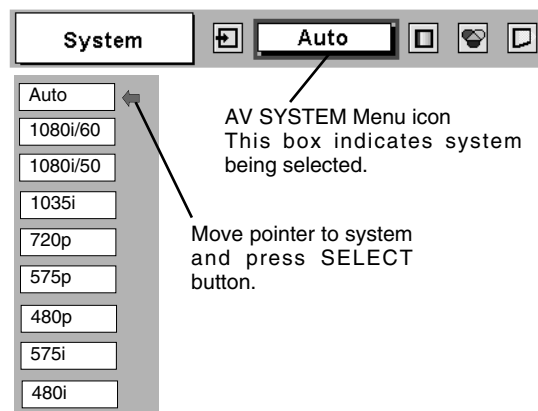 System
Auto
Auto
1080i/60
1080i/50
1035i
720p
575p
480p
575i
480i
AV SYSTEM Menu icon
This box indicates system
being selected.
Move pointer to system
and press SELECT
button.